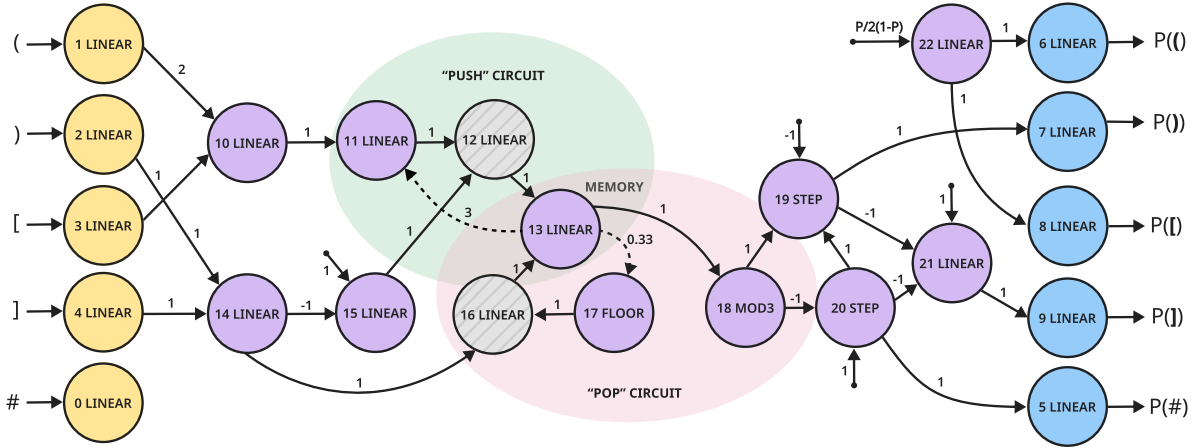 (
1 LINEAR
2
)
2 LINEAR
1
1
[
3 LINEAR
]
4 LINEAR
1
#
0 LINEAR
10 LINEAR
1
14 LINEAR
-1
1
1
15 LINEAR
1
“PUSH” CIRCUIT
11 LINEAR
1
12 LINEAR
1
3
MEMORY
13 LINEAR
1
0.33
1
16 LINEAR
1
17 FLOOR
“POP” CIRCUIT
18 MOD3
1
-1
-1
19 STEP
1
-1
1
20 STEP
-1
1
1
1
21 LINEAR
1
P/2(1-P)
22 LINEAR
1
1
6 LINEAR
P(()
7 LINEAR
P())
8 LINEAR
P([)
9 LINEAR
P(])
5 LINEAR
P(#)